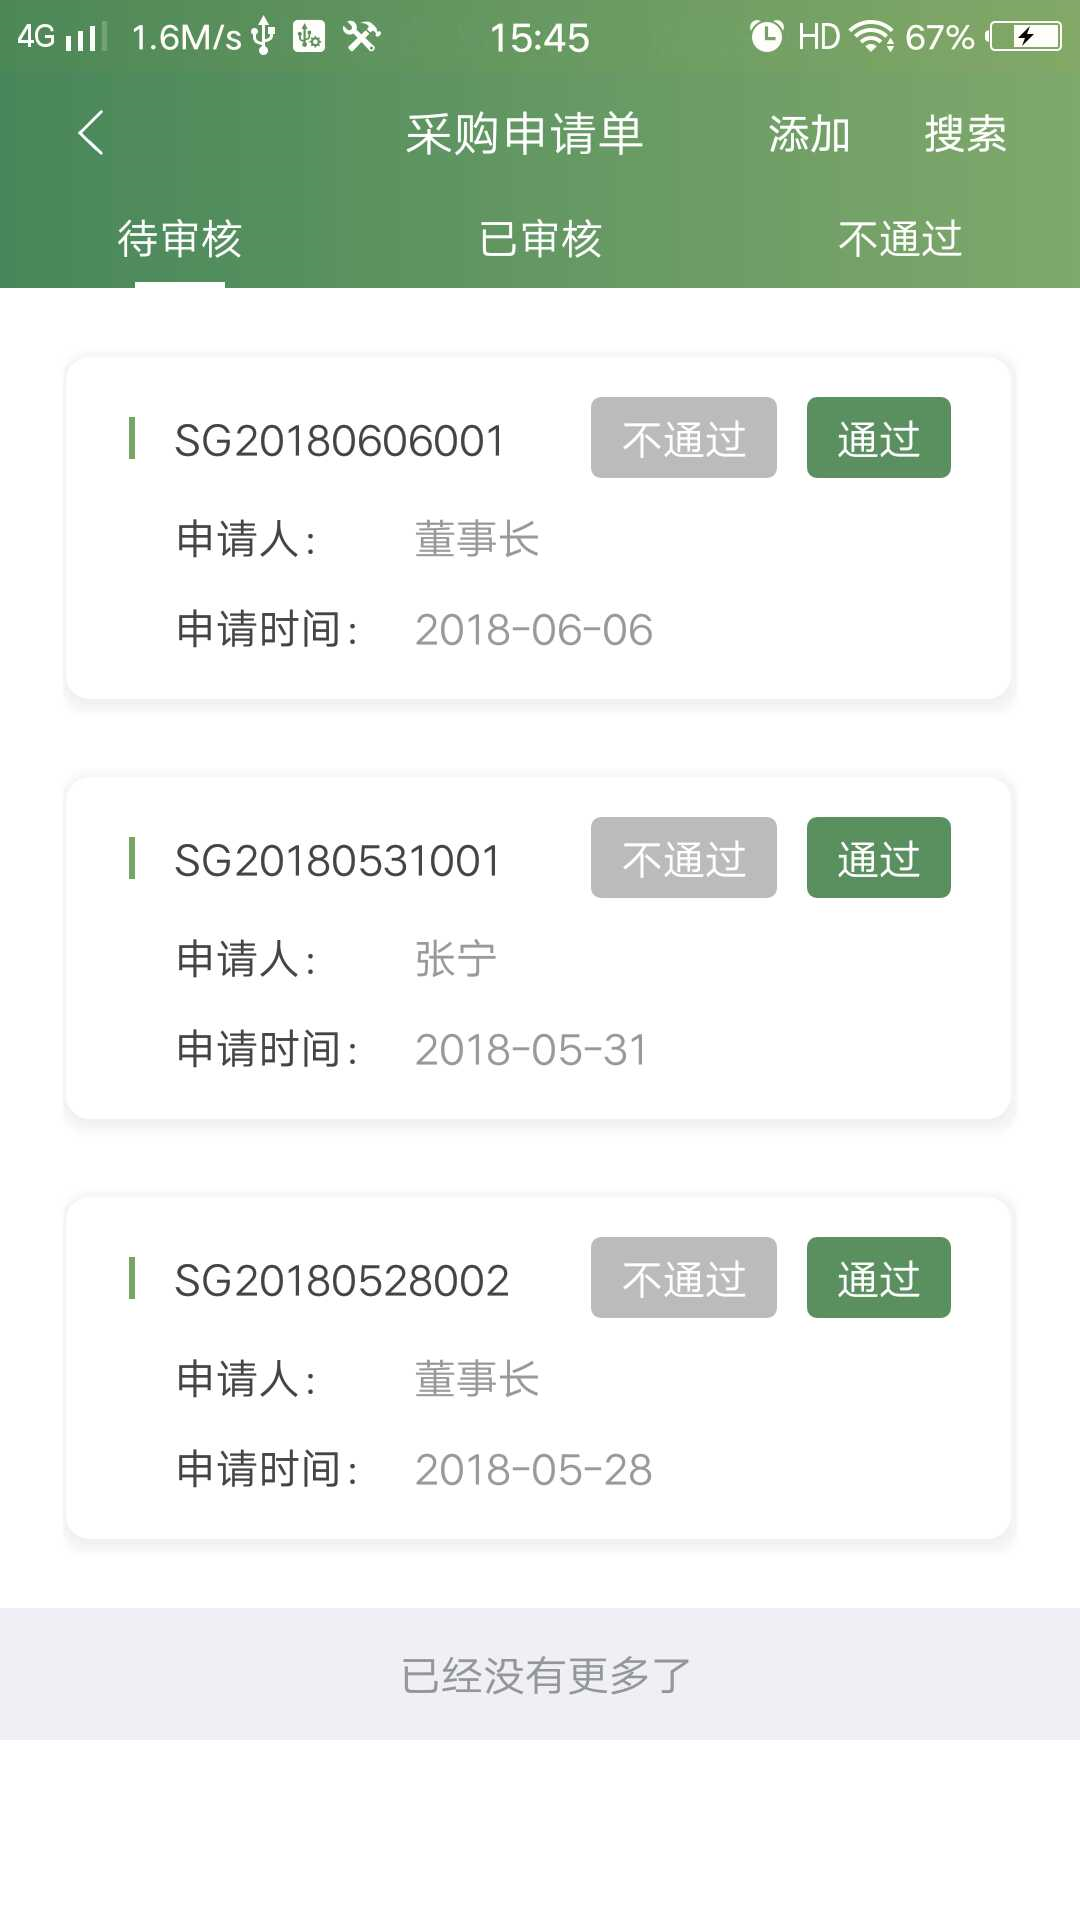 4G 1.6M/s 15:45 HD 67%
采购申请单 添加 搜索
待审核 已审核 不通过
SG20180606001 不通过 通过
申请人: 董事长
申请时间: 2018-06-06
SG20180531001 不通过 通过
申请人: 张宁
申请时间: 2018-05-31
SG20180528002 不通过 通过
申请人: 董事长
申请时间: 2018-05-28
已经没有更多了